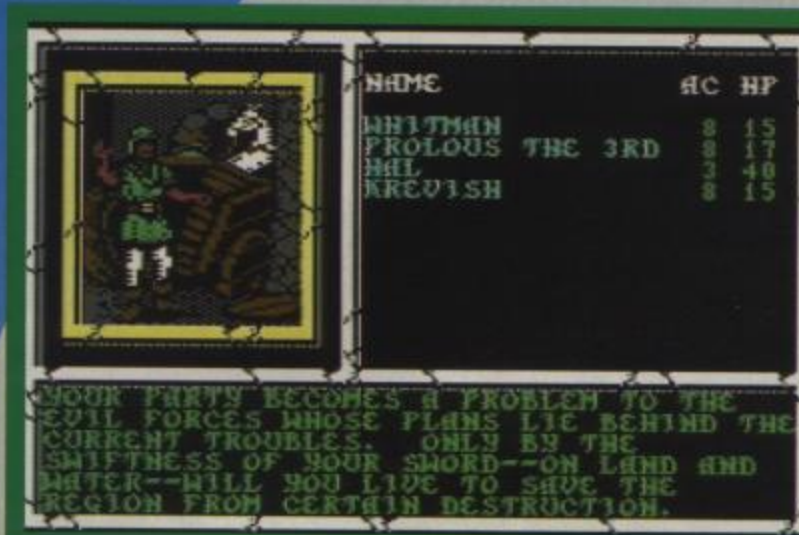 NAME AC HP
WHITMAN 8 15
PROLOUS THE 3RD 8 17
HAL 3 40
KREVISH 8 15
YOUR PARTY BECOMES A PROBLEM TO THE
EVIL FORCES WHOSE PLANS LIE BEHIND THE
CURRENT TROUBLES. ONLY BY THE
SWIFTNESS OF YOUR SWORD--ON LAND AND
WATER--WILL YOU LIVE TO SAVE THE
REGION FROM CERTAIN DESTRUCTION.